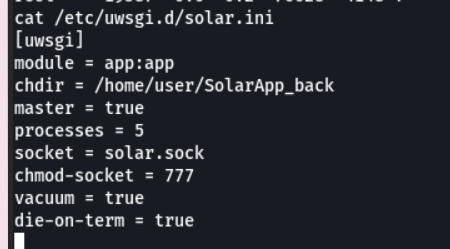 cat /etc/uwsgi.d/solar.ini
[uwsgi]
module = app:app
chdir = /home/user/SolarApp_back
master = true
processes = 5
socket = solar.sock
chmod-socket = 777
vacuum = true
die-on-term = true